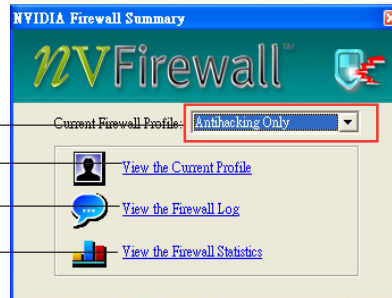 NVIDIA Firewall Summary
NVFirewall™
Current Firewall Profile: Antihacking Only
View the Current Profile
View the Firewall Log
View the Firewall Statistics